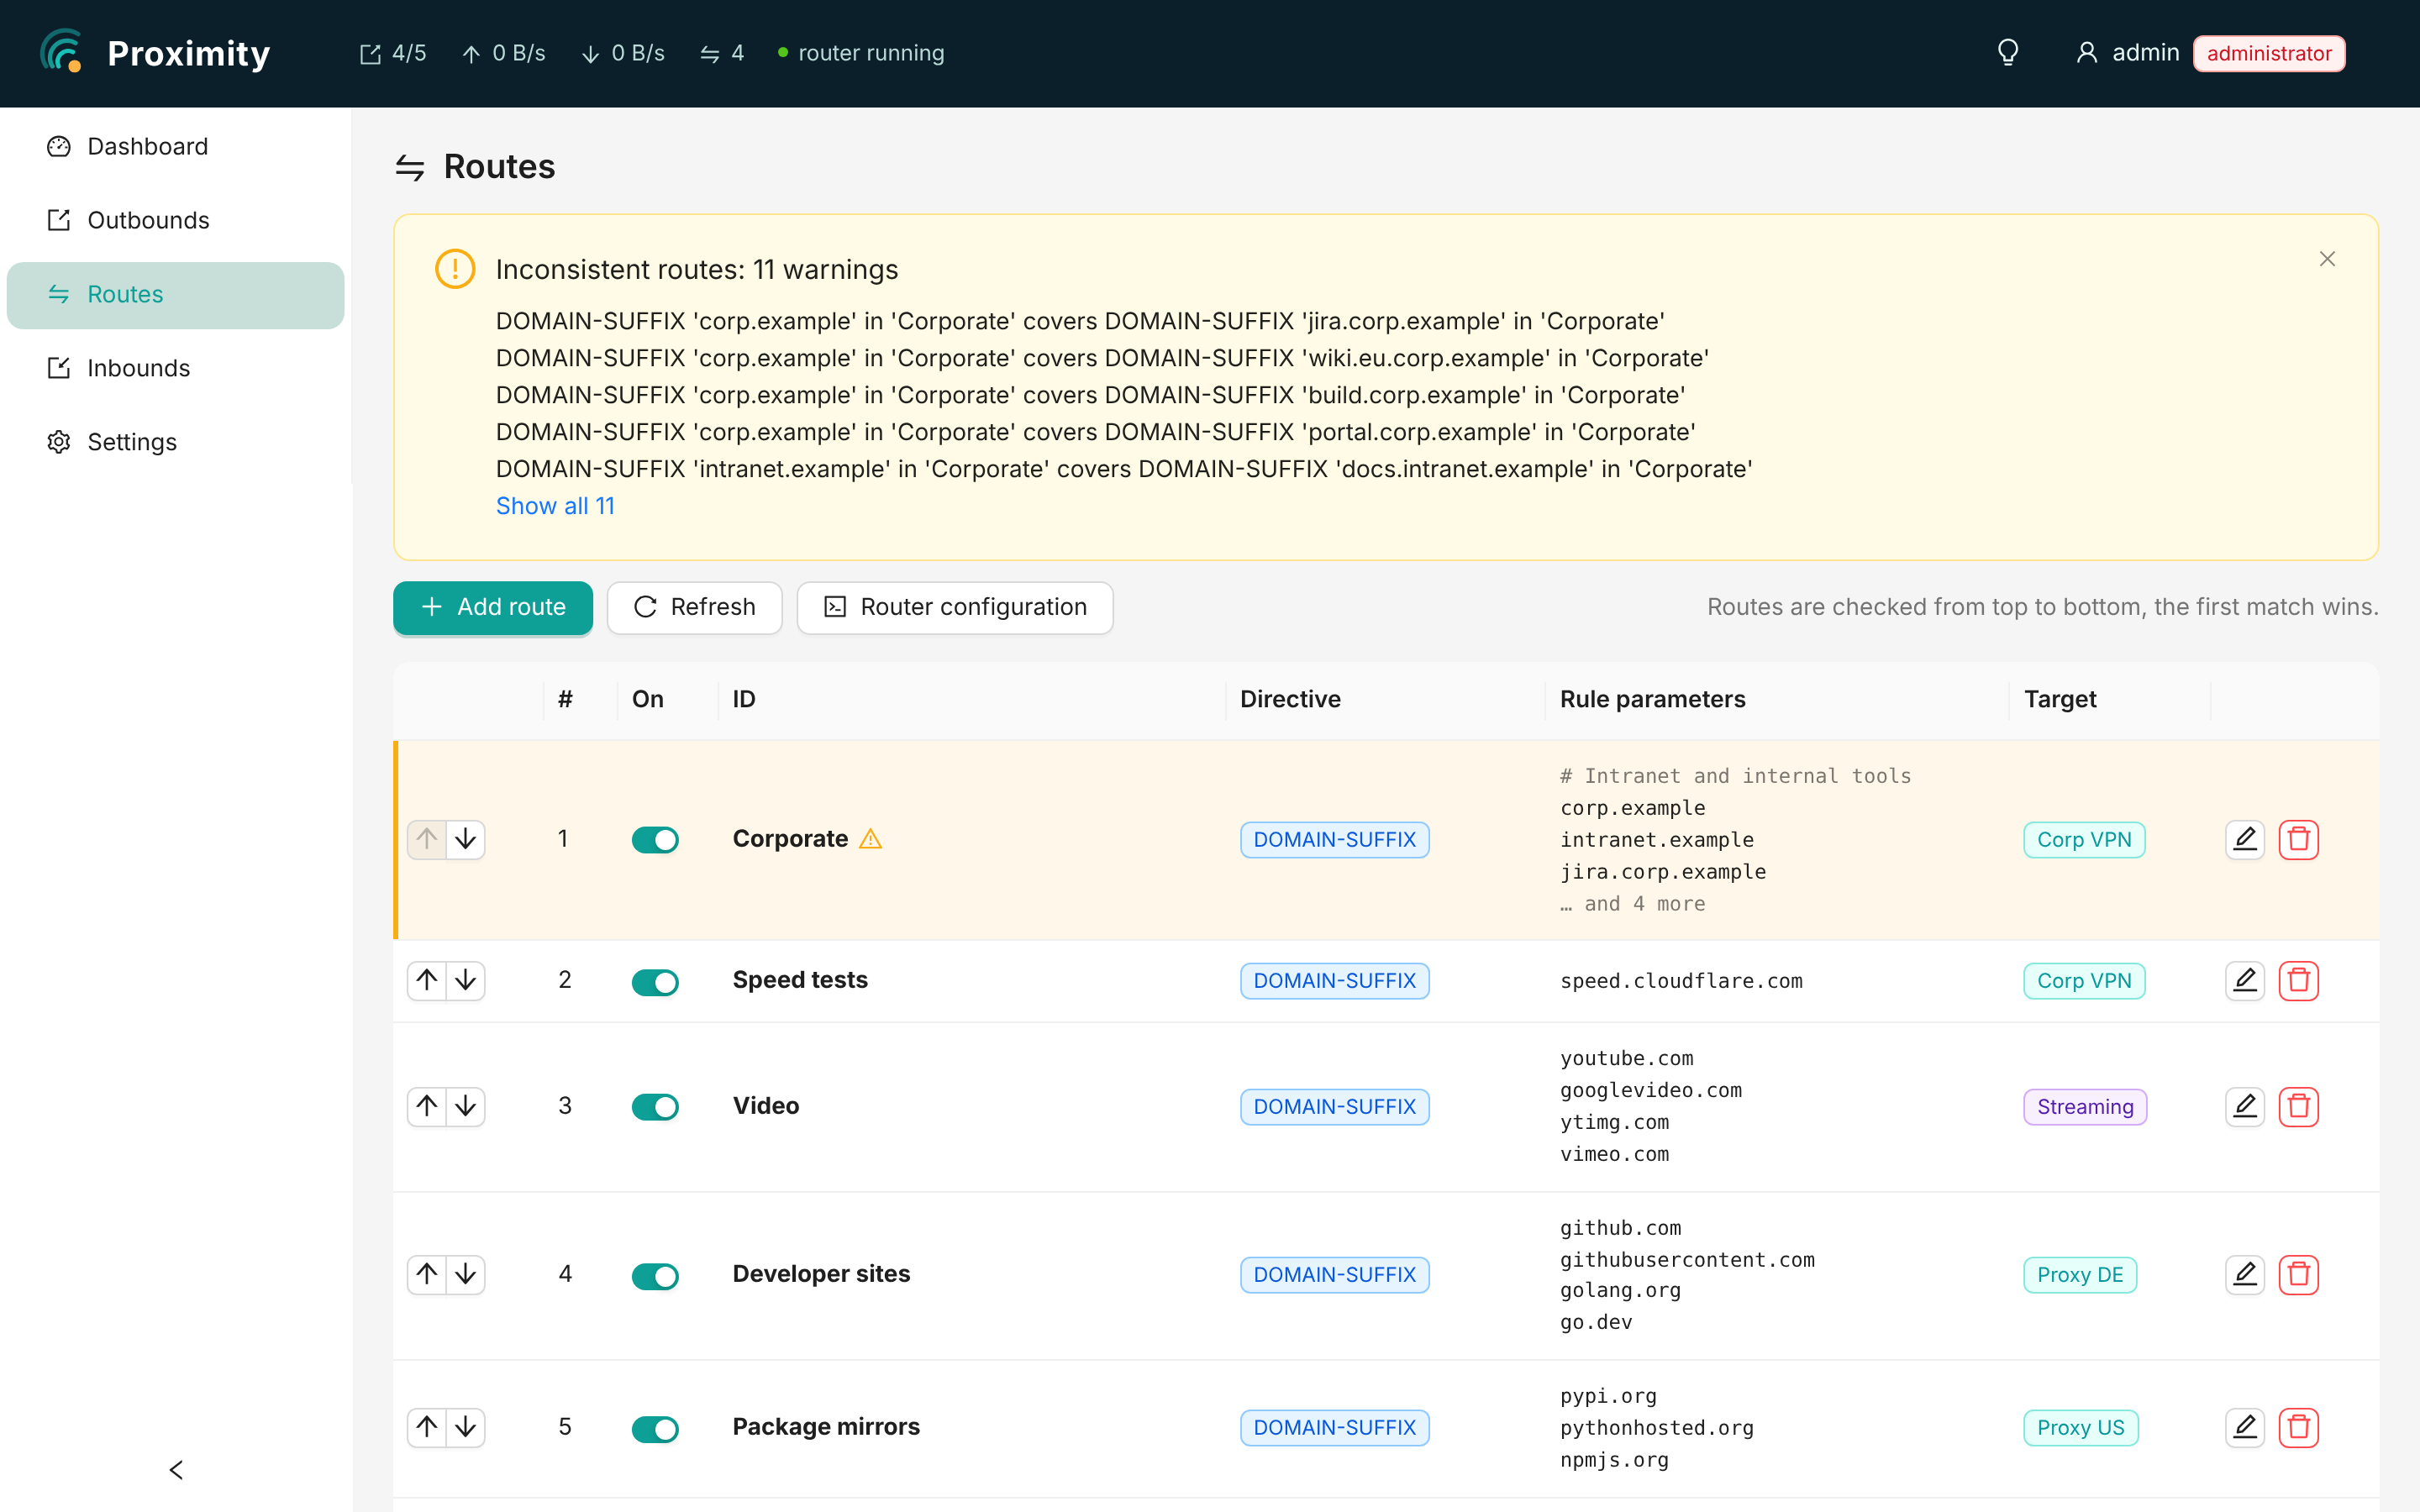 Proximity 4/5 0 B/s 0 B/s 4 router running admin administrator
Dashboard
Outbounds
Routes
Inbounds
Settings
Routes
Inconsistent routes: 11 warnings
DOMAIN-SUFFIX 'corp.example' in 'Corporate' covers DOMAIN-SUFFIX 'jira.corp.example' in 'Corporate'
DOMAIN-SUFFIX 'corp.example' in 'Corporate' covers DOMAIN-SUFFIX 'wiki.eu.corp.example' in 'Corporate'
DOMAIN-SUFFIX 'corp.example' in 'Corporate' covers DOMAIN-SUFFIX 'build.corp.example' in 'Corporate'
DOMAIN-SUFFIX 'corp.example' in 'Corporate' covers DOMAIN-SUFFIX 'portal.corp.example' in 'Corporate'
DOMAIN-SUFFIX 'intranet.example' in 'Corporate' covers DOMAIN-SUFFIX 'docs.intranet.example' in 'Corporate'
Show all 11
Add route Refresh Router configuration Routes are checked from top to bottom, the first match wins.
# On ID Directive Rule parameters Target
1 Corporate DOMAIN-SUFFIX
# Intranet and internal tools
corp.example
intranet.example
jira.corp.example
… and 4 more
Corp VPN
2 Speed tests DOMAIN-SUFFIX speed.cloudflare.com Corp VPN
3 Video DOMAIN-SUFFIX
youtube.com
googlevideo.com
ytimg.com
vimeo.com
Streaming
4 Developer sites DOMAIN-SUFFIX
github.com
githubusercontent.com
golang.org
go.dev
Proxy DE
5 Package mirrors DOMAIN-SUFFIX
pypi.org
pythonhosted.org
npmjs.org
Proxy US